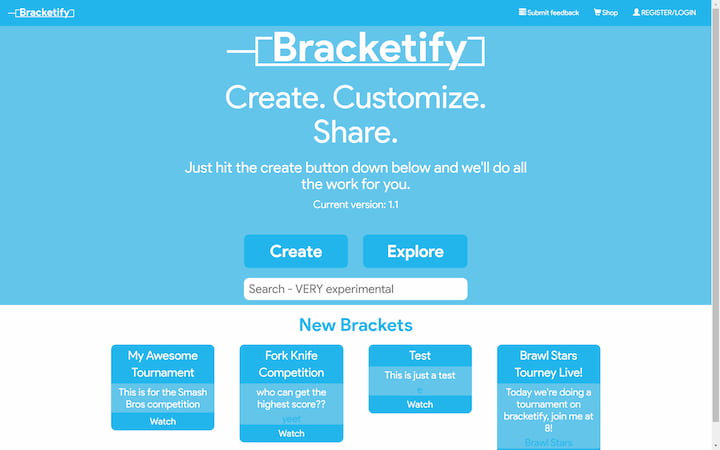 Bracketify
Submit feedback
Shop
REGISTER/LOGIN
Bracketify
Create. Customize.
Share.
Just hit the create button down below and we'll do all
the work for you.
Current version: 1.1
Create
Explore
Search - VERY experimental
New Brackets
My Awesome
Tournament
This is for the Smash
Bros competition
Watch
Fork Knife
Competition
who can get the
highest score??
yeet
Watch
Test
This is just a test
e
Watch
Brawl Stars
Tourney Live!
Today we're doing a
tournament on
bracketify, join me at
8!
Brawl Stars